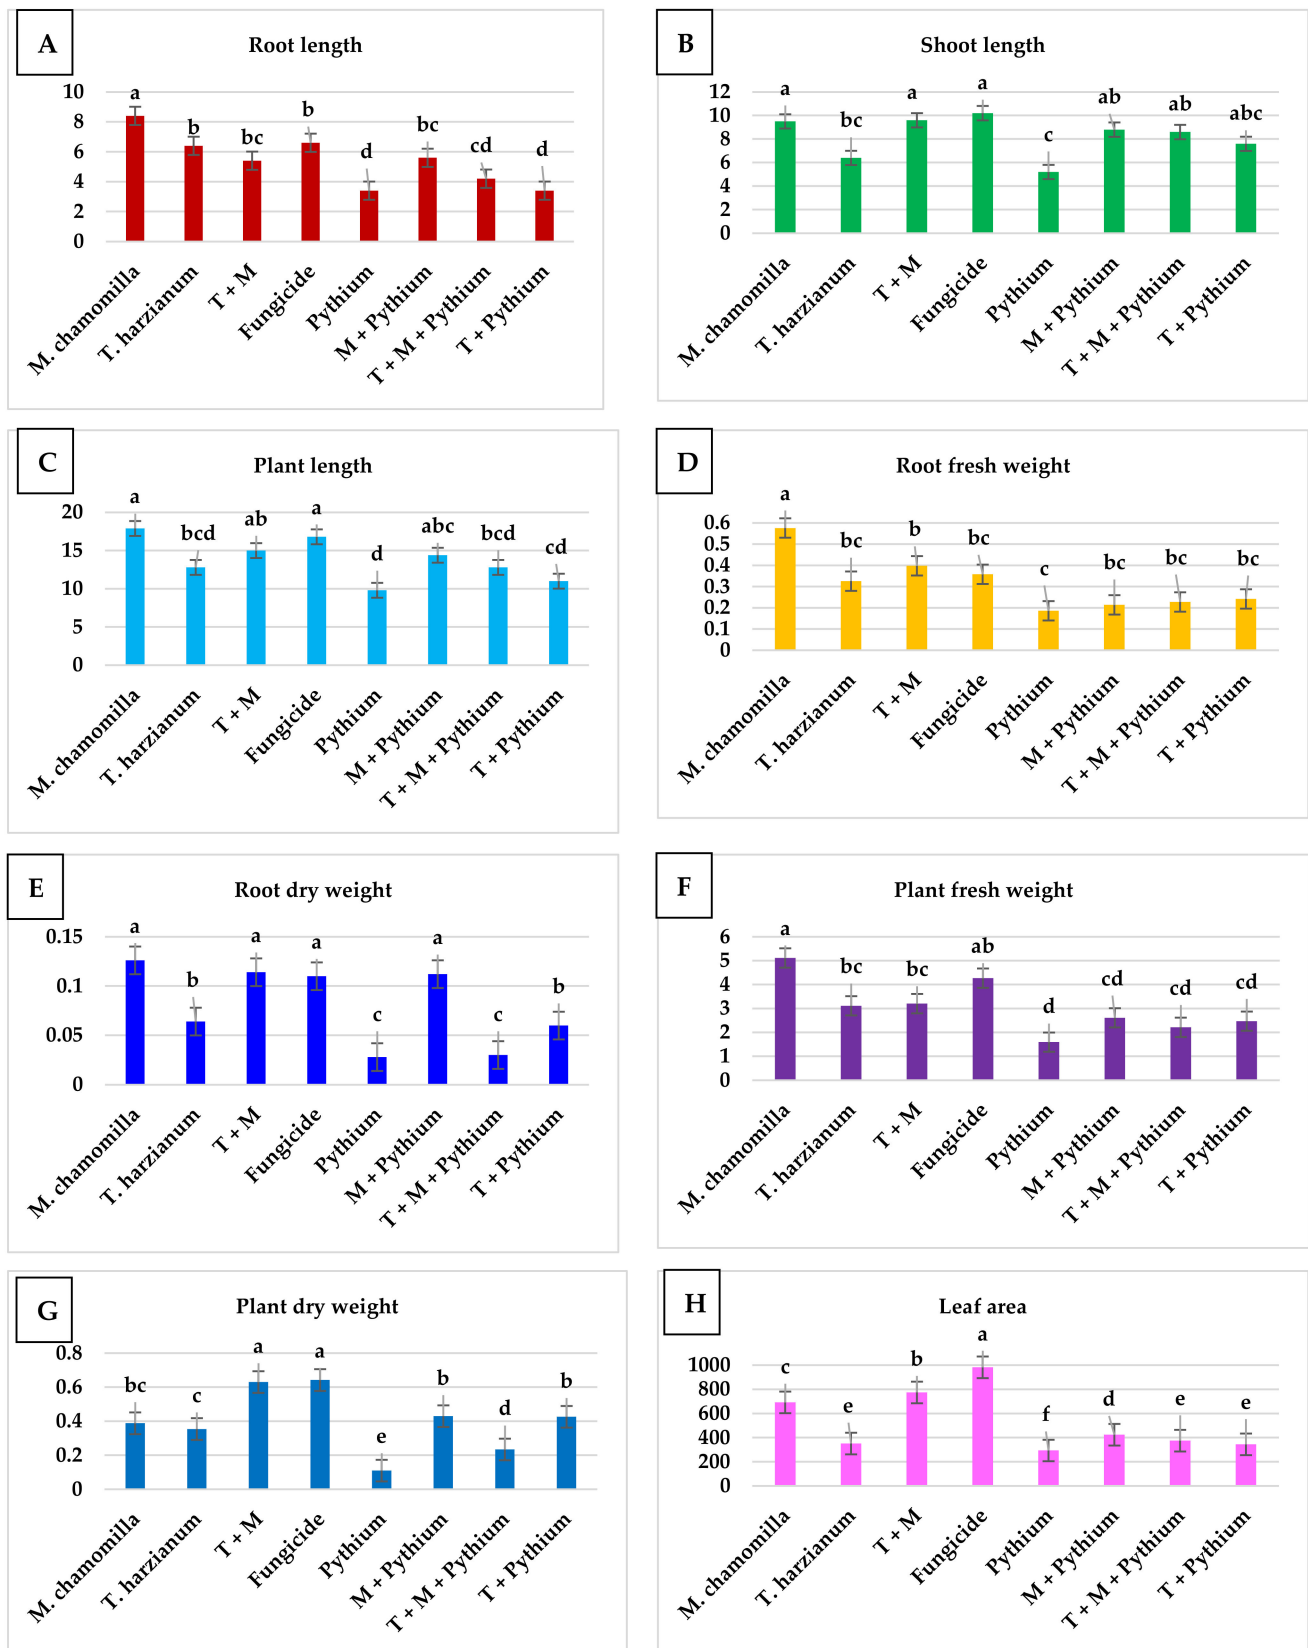 A
Root length
10
8
6
4
2
0
a
b
bc
b
d
bc
cd
d
M. chamomilla
T. harzianum
T + M
Fungicide
Pythium
M + Pythium
T + M + Pythium
T + Pythium
B
Shoot length
12
10
8
6
4
2
0
a
bc
a
a
c
ab
ab
abc
M. chamomilla
T. harzianum
T + M
Fungicide
Pythium
M + Pythium
T + M + Pythium
T + Pythium
C
Plant length
20
15
10
5
0
a
bcd
ab
a
d
abc
bcd
cd
M. chamomilla
T. harzianum
T + M
Fungicide
Pythium
M + Pythium
T + M + Pythium
T + Pythium
D
Root fresh weight
0.6
0.5
0.4
0.3
0.2
0.1
0
a
bc
b
bc
c
bc
bc
bc
M. chamomilla
T. harzianum
T + M
Fungicide
Pythium
M + Pythium
T + M + Pythium
T + Pythium
E
Root dry weight
0.15
0.1
0.05
0
a
b
a
a
c
a
c
b
M. chamomilla
T. harzianum
T + M
Fungicide
Pythium
M + Pythium
T + M + Pythium
T + Pythium
F
Plant fresh weight
6
5
4
3
2
1
0
a
bc
bc
ab
d
cd
cd
cd
M. chamomilla
T. harzianum
T + M
Fungicide
Pythium
M + Pythium
T + M + Pythium
T + Pythium
G
Plant dry weight
0.8
0.6
0.4
0.2
0
bc
c
a
a
e
b
d
b
M. chamomilla
T. harzianum
T + M
Fungicide
Pythium
M + Pythium
T + M + Pythium
T + Pythium
H
Leaf area
1000
800
600
400
200
0
c
e
b
a
f
d
e
e
M. chamomilla
T. harzianum
T + M
Fungicide
Pythium
M + Pythium
T + M + Pythium
T + Pythium